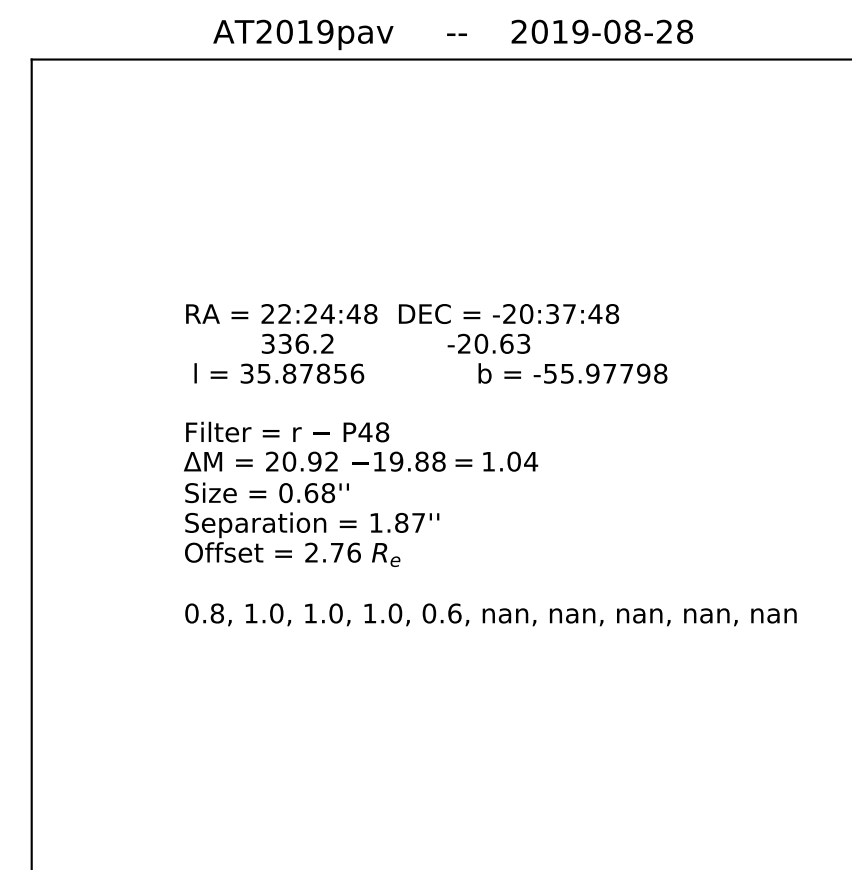 AT2019pav -- 2019-08-28
RA = 22:24:48 DEC = -20:37:48
336.2 -20.63
l = 35.87856 b = -55.97798
Filter = r − P48
ΔM = 20.92 −19.88 = 1.04
Size = 0.68''
Separation = 1.87''
Offset = 2.76 Rₑ
0.8, 1.0, 1.0, 1.0, 0.6, nan, nan, nan, nan, nan